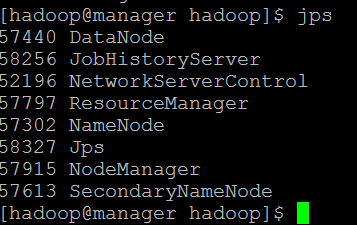 [hadoop@manager hadoop]$ jps
57440 DataNode
58256 JobHistoryServer
52196 NetworkServerControl
57797 ResourceManager
57302 NameNode
58327 Jps
57915 NodeManager
57613 SecondaryNameNode
[hadoop@manager hadoop]$